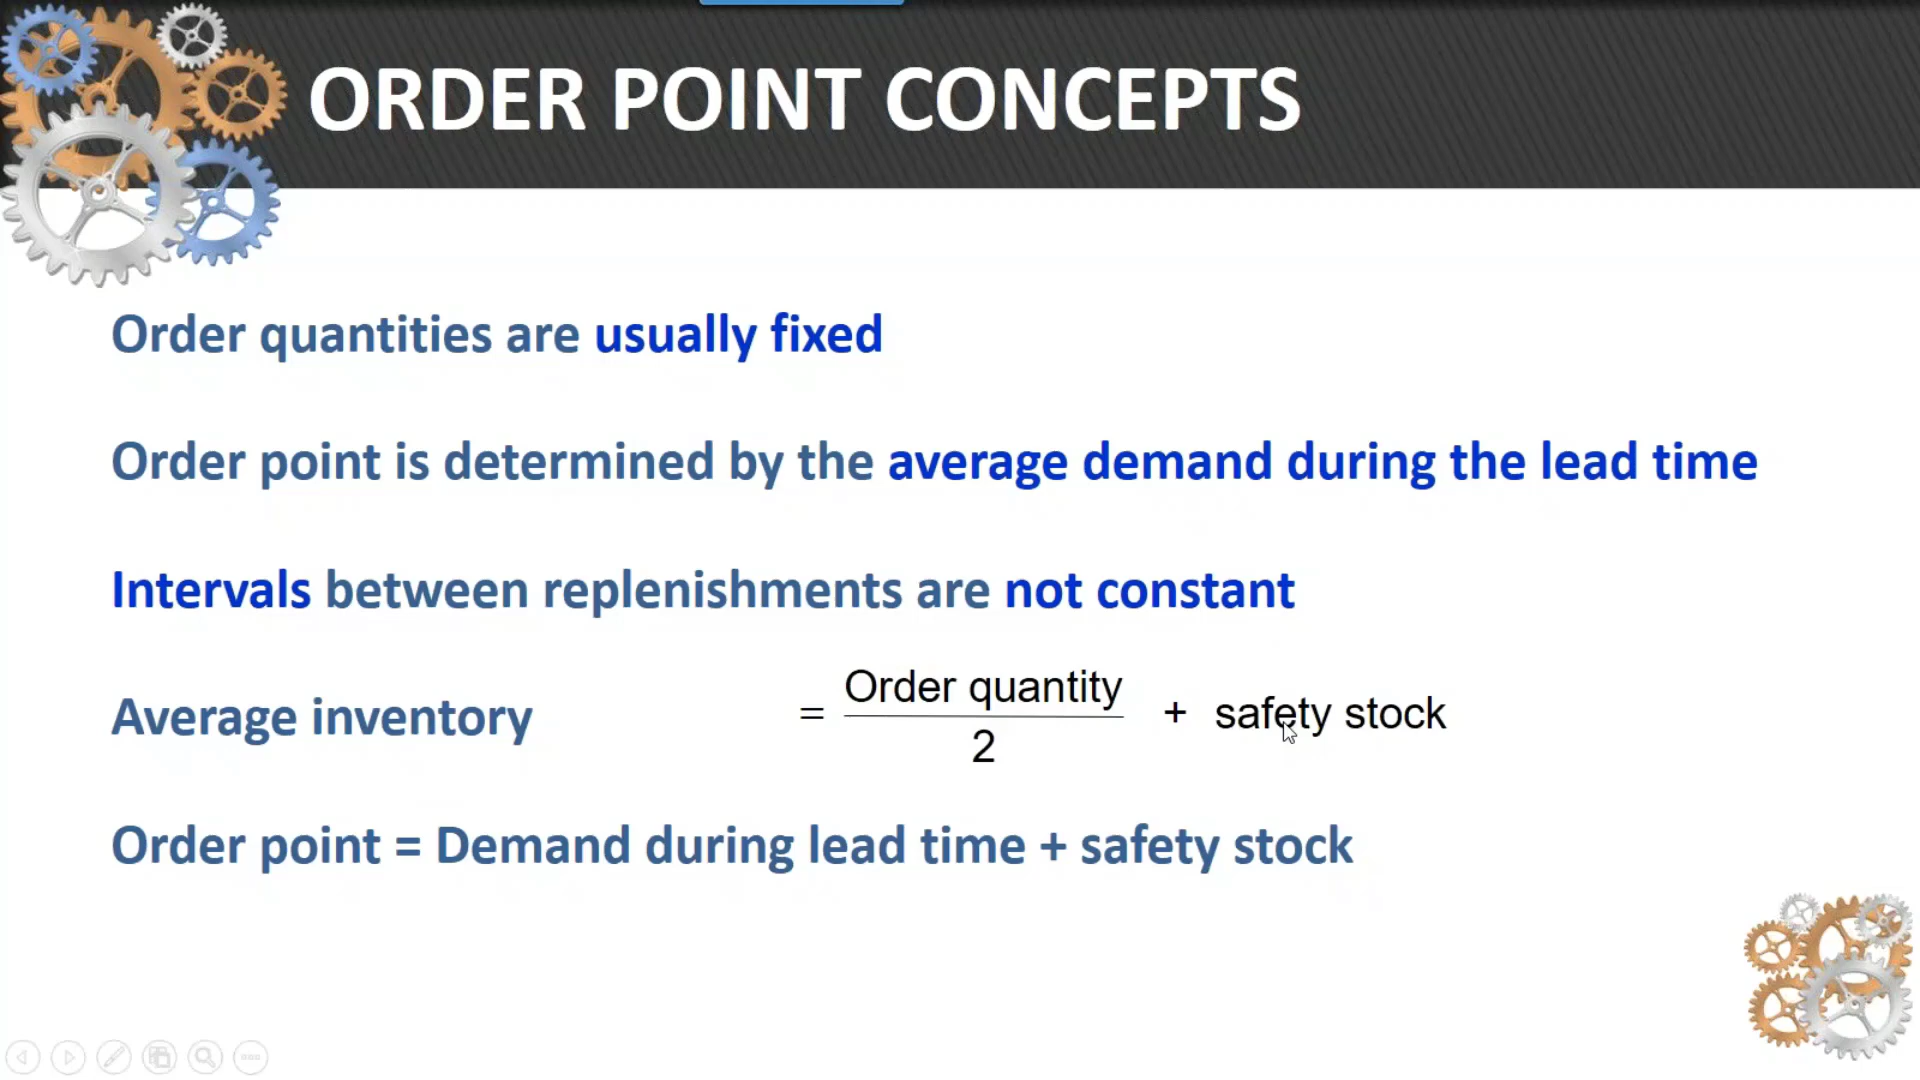 ORDER POINT CONCEPTS
Order quantities are usually fixed
Order point is determined by the average demand during the lead time
Intervals between replenishments are not constant
Average inventory = Order quantity / 2 + safety stock
Order point = Demand during lead time + safety stock